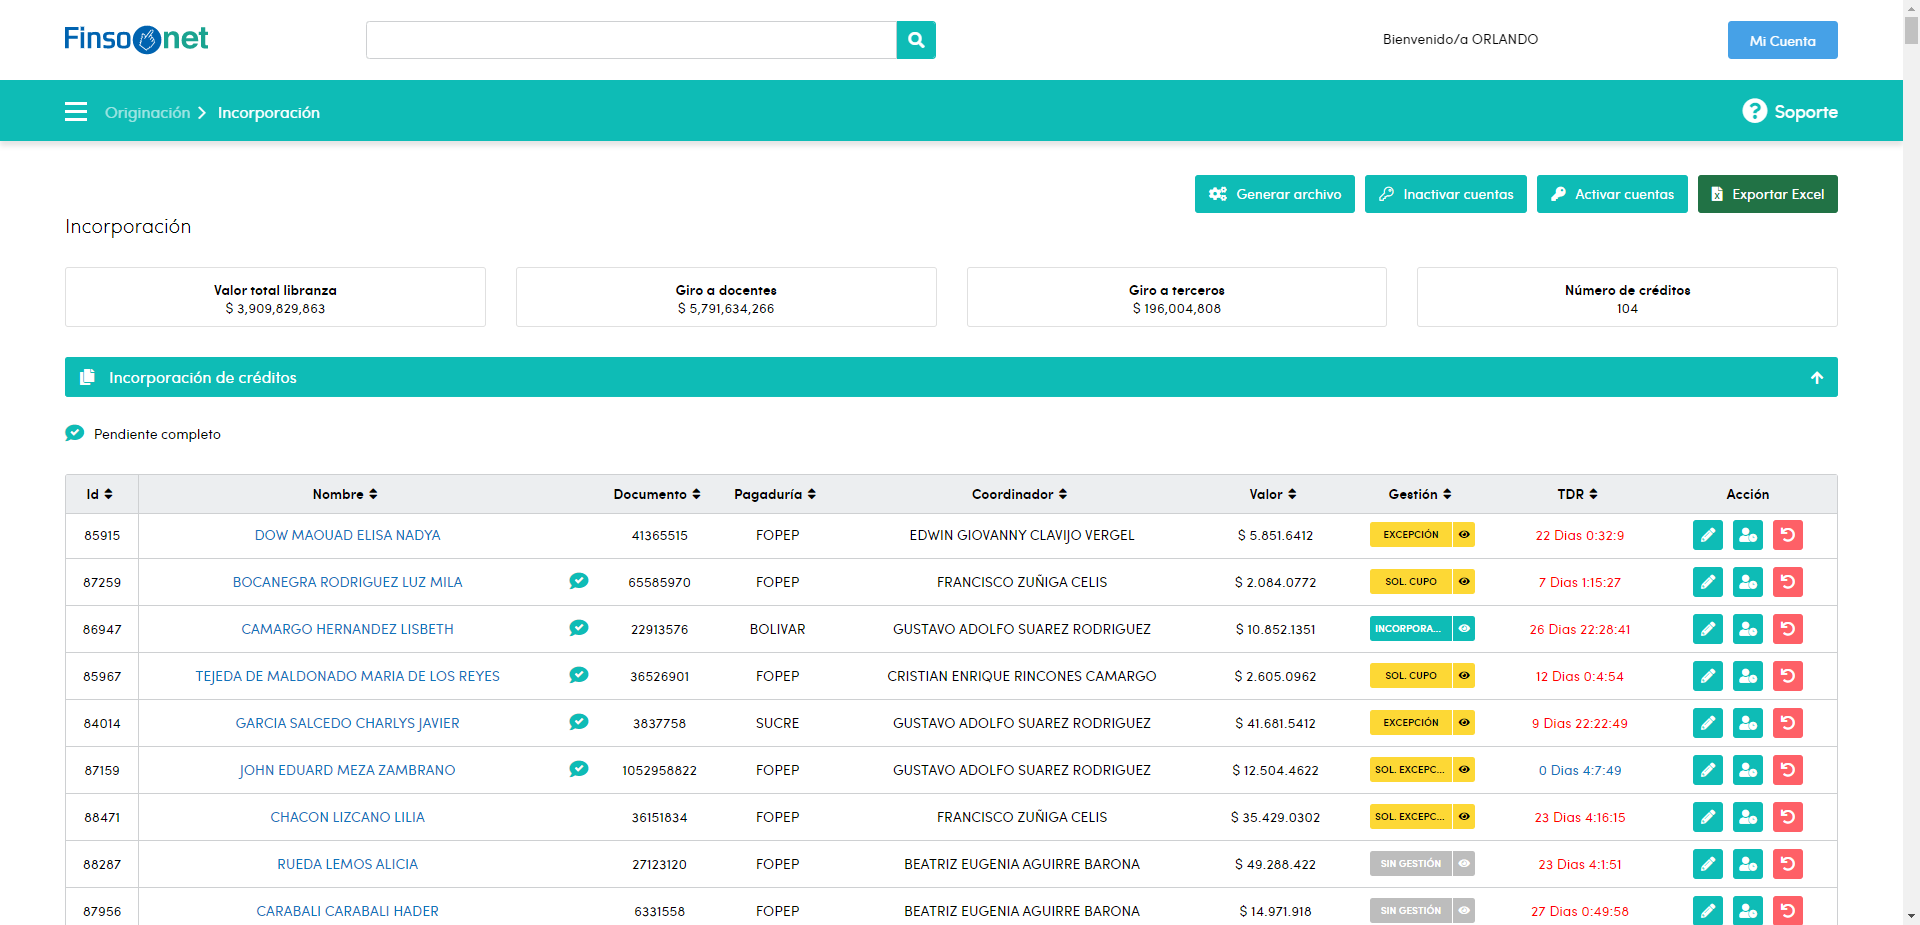 Finsonet
Bienvenido/a ORLANDO
Mi Cuenta
Originación Incorporación
Soporte
Generar archivo
Inactivar cuentas
Activar cuentas
Exportar Excel
Incorporación
Valor total libranza
$ 3,909,829,863
Giro a docentes
$ 5,791,634,266
Giro a terceros
$ 196,004,808
Número de créditos
104
Incorporación de créditos
Pendiente completo
Id Nombre Documento Pagaduría Coordinador Valor Gestión TDR Acción
85915 DOW MAOUAD ELISA NADYA 41365515 FOPEP EDWIN GIOVANNY CLAVIJO VERGEL $ 5.851.6412 EXCEPCIÓN 22 Dias 0:32:9
87259 BOCANEGRA RODRIGUEZ LUZ MILA 65585970 FOPEP FRANCISCO ZUÑIGA CELIS $ 2.084.0772 SOL. CUPO 7 Dias 1:15:27
86947 CAMARGO HERNANDEZ LISBETH 22913576 BOLIVAR GUSTAVO ADOLFO SUAREZ RODRIGUEZ $ 10.852.1351 INCORPORA... 26 Dias 22:28:41
85967 TEJEDA DE MALDONADO MARIA DE LOS REYES 36526901 FOPEP CRISTIAN ENRIQUE RINCONES CAMARGO $ 2.605.0962 SOL. CUPO 12 Dias 0:4:54
84014 GARCIA SALCEDO CHARLYS JAVIER 3837758 SUCRE GUSTAVO ADOLFO SUAREZ RODRIGUEZ $ 41.681.5412 EXCEPCIÓN 9 Dias 22:22:49
87159 JOHN EDUARD MEZA ZAMBRANO 1052958822 FOPEP GUSTAVO ADOLFO SUAREZ RODRIGUEZ $ 12.504.4622 SOL. EXCEPC... 0 Dias 4:7:49
88471 CHACON LIZCANO LILIA 36151834 FOPEP FRANCISCO ZUÑIGA CELIS $ 35.429.0302 SOL. EXCEPC... 23 Dias 4:16:15
88287 RUEDA LEMOS ALICIA 27123120 FOPEP BEATRIZ EUGENIA AGUIRRE BARONA $ 49.288.422 SIN GESTIÓN 23 Dias 4:1:51
87956 CARABALI CARABALI HADER 6331558 FOPEP BEATRIZ EUGENIA AGUIRRE BARONA $ 14.971.918 SIN GESTIÓN 27 Dias 0:49:58